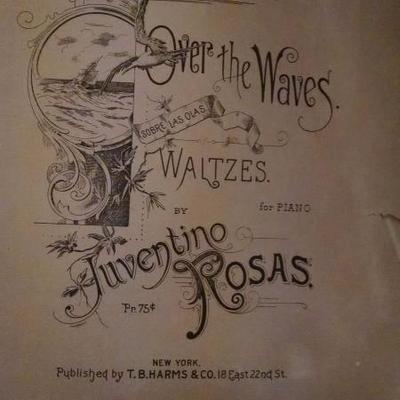 Over the Waves.
SOBRE LAS OLAS
WALTZES.
BY
for PIANO
Juventino
ROSAS.
Pr. 75¢
NEW YORK,
Published by T. B. HARMS & CO. 18 East 22nd St.